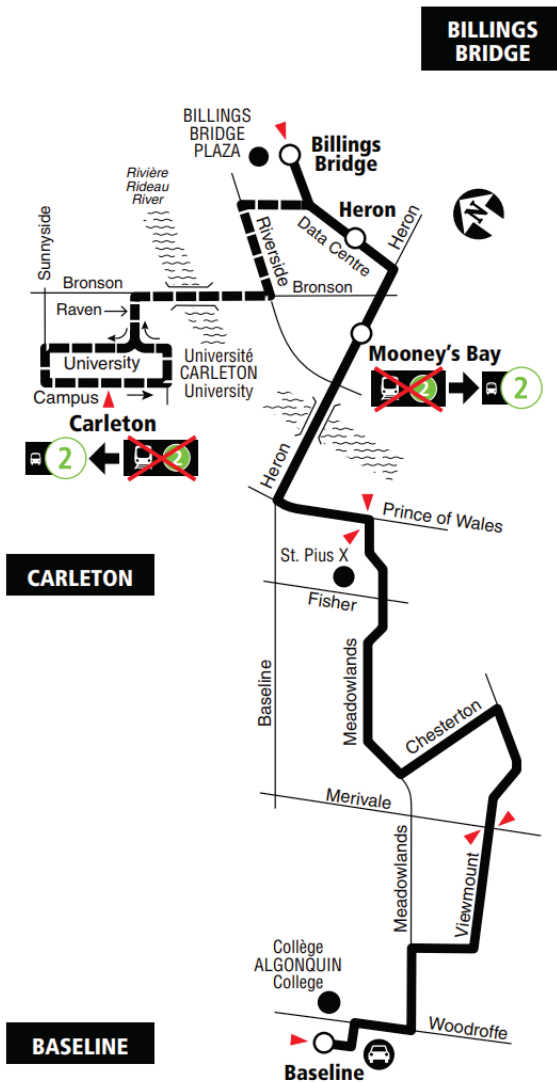 BILLINGS
BRIDGE
BILLINGS
BRIDGE
PLAZA
Billings
Bridge
Rivière
Rideau
River
Heron
Data Centre
Heron
N
Sunnyside
Riverside
Bronson
Bronson
Raven
University
Université
CARLETON
University
Campus
Carleton
2
2
Mooney's Bay
2
2
Heron
Prince of Wales
St. Pius X
CARLETON
Fisher
Baseline
Meadowlands
Chesterton
Merivale
Meadowlands
Viewmount
Collège
ALGONQUIN
College
Woodroffe
BASELINE
Baseline